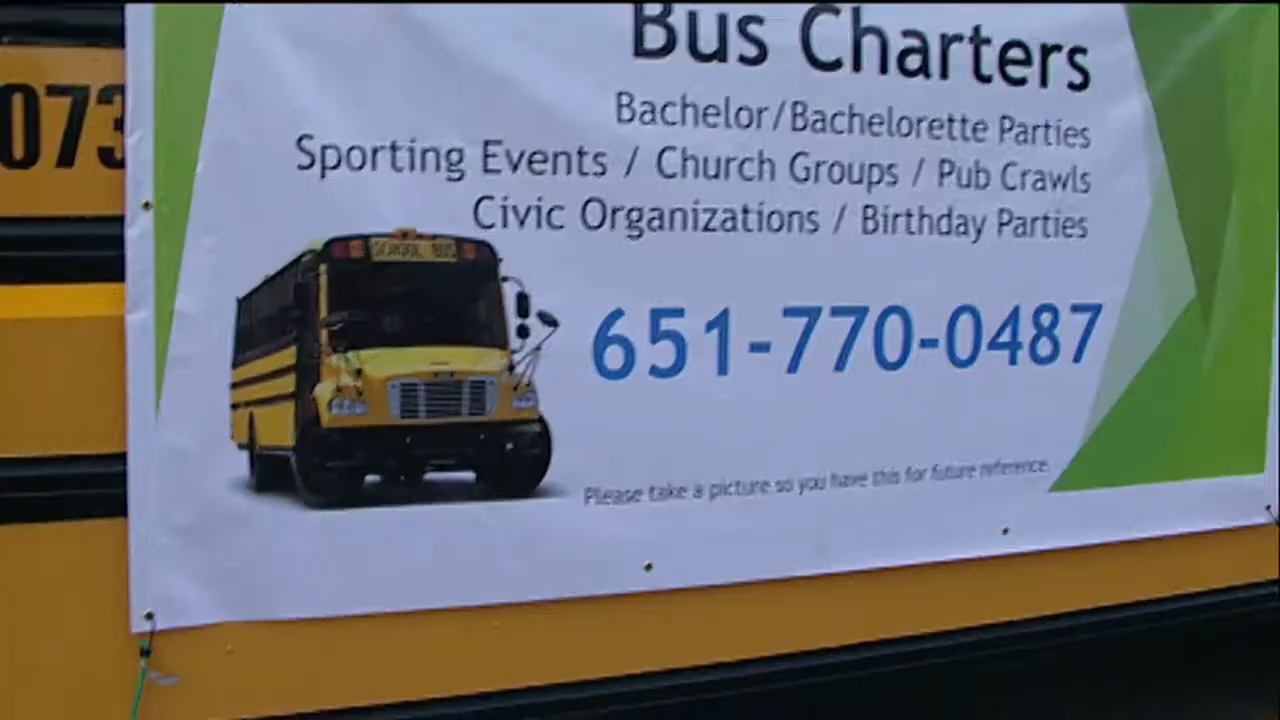 Bus Charters
Bachelor/Bachelorette Parties
Sporting Events / Church Groups / Pub Crawls
Civic Organizations / Birthday Parties
SCHOOL BUS
651-770-0487
Please take a picture so you have this for future reference.
073